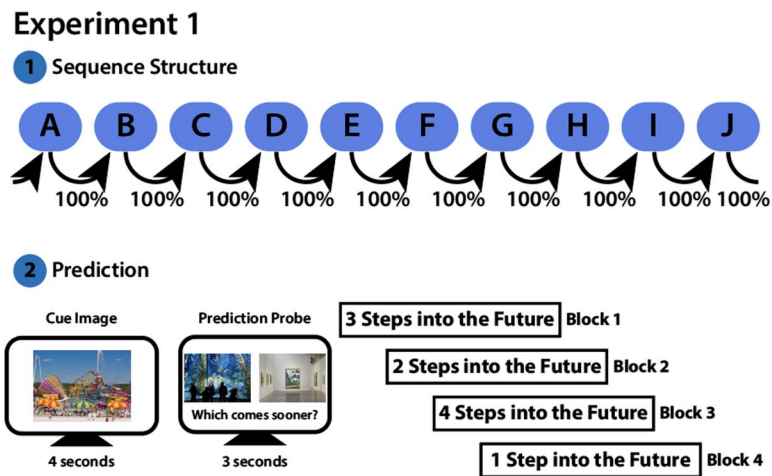 Experiment 1
1 Sequence Structure
A B C D E F G H I J
100% 100% 100% 100% 100% 100% 100% 100% 100% 100%
2 Prediction
Cue Image
Prediction Probe
Which comes sooner?
4 seconds
3 seconds
3 Steps into the Future Block 1
2 Steps into the Future Block 2
4 Steps into the Future Block 3
1 Step into the Future Block 4